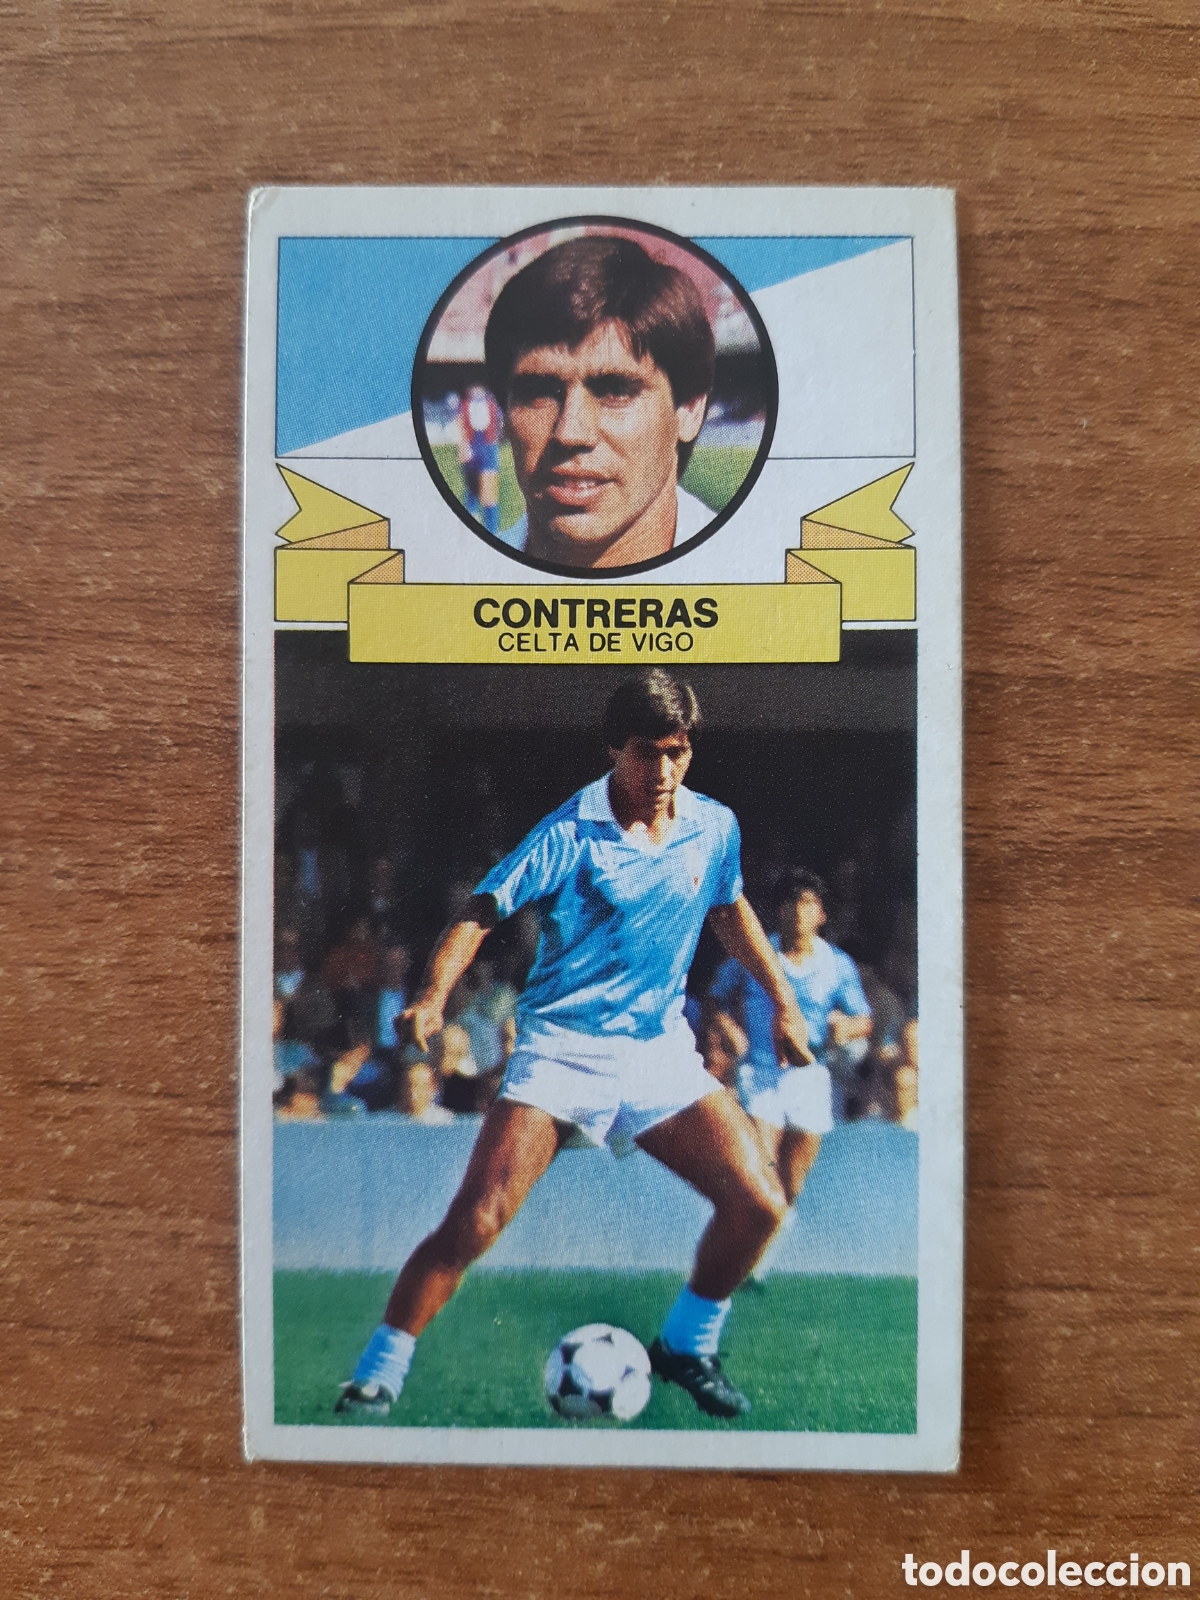 CONTRERAS
CELTA DE VIGO
todocoleccion